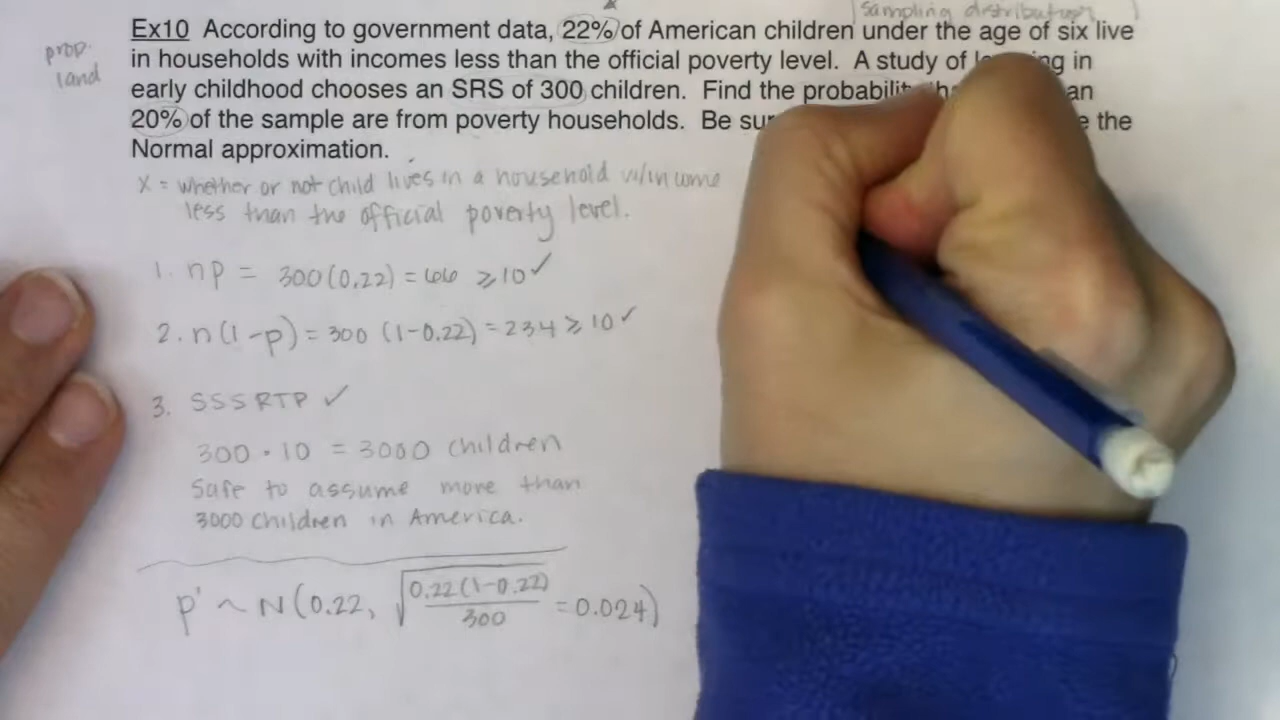 sampling distribution
prop.
land
Ex10 According to government data, 22% of American children under the age of six live
in households with incomes less than the official poverty level. A study of
in
early childhood chooses an SRS of 300 children. Find the
20% of the sample are from poverty households. Be
the
Normal approximation.
X = whether or not child lives in a household w/income
less than the official poverty level.
1. np = 300(0.22) = 66 ≥10 ✓
2. n(1-p) = 300 (1-0.22) = 234 ≥ 10 ✓
3. SSSRTP ✓
300 · 10 = 3000 children
Safe to assume more than
3000 children in America.
p' ~ N(0.22, √(0.22(1-0.22)/300) = 0.024)